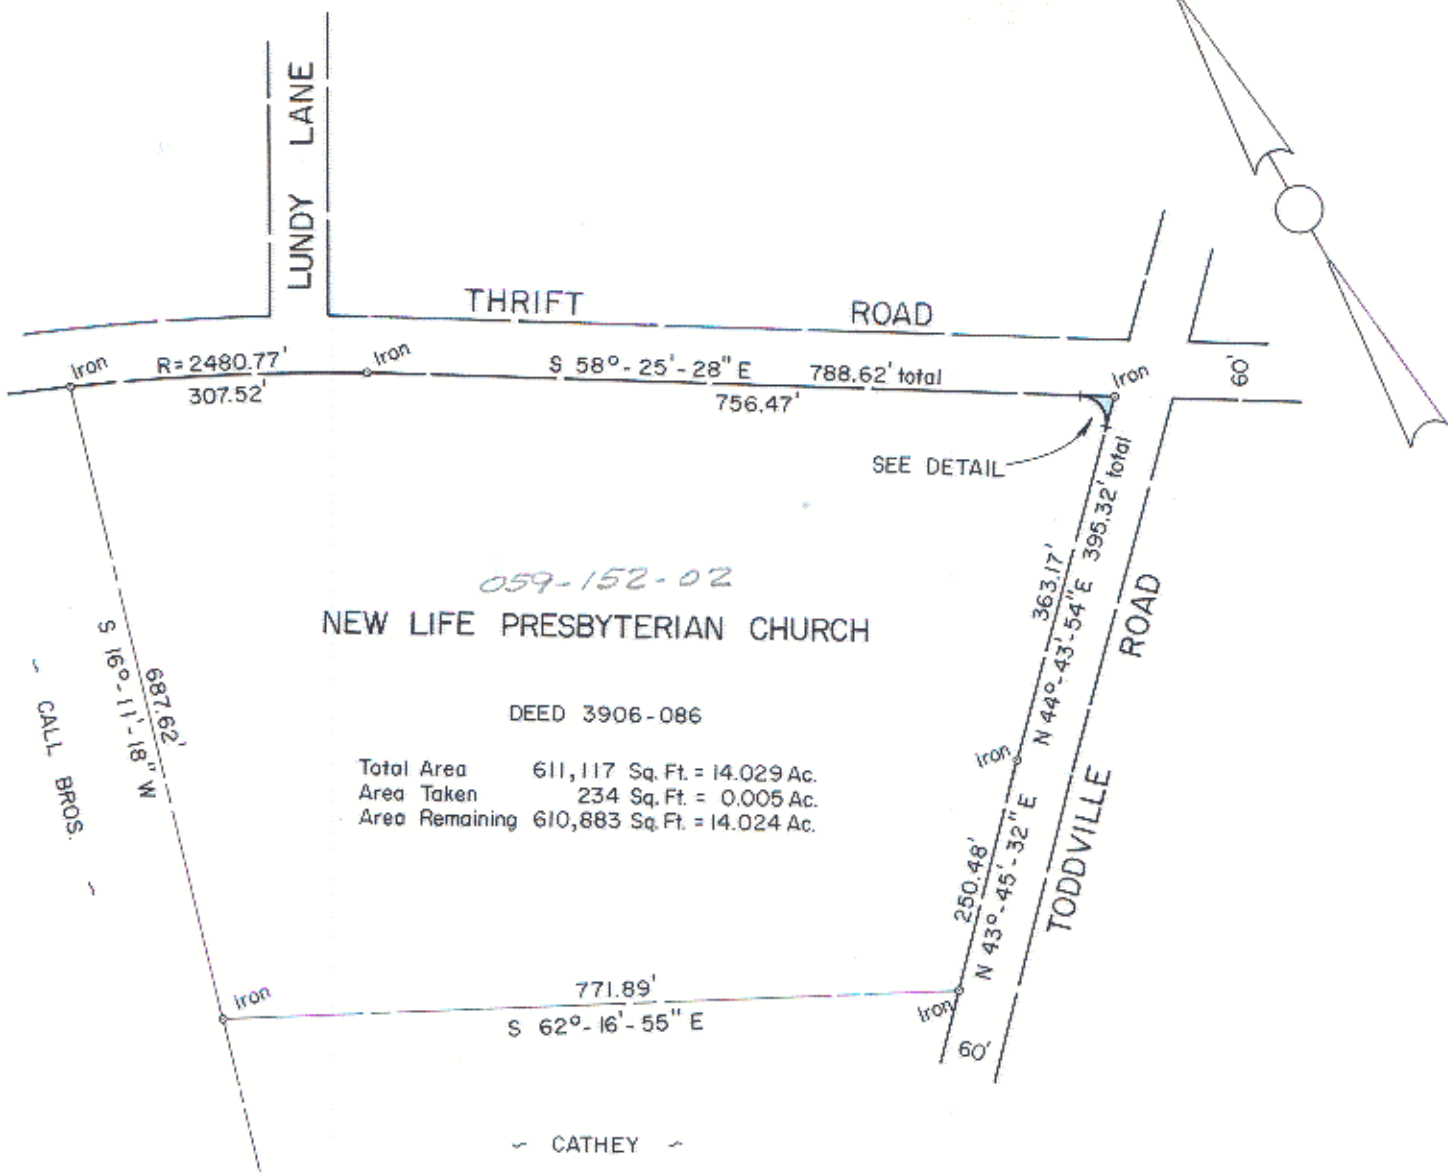 LUNDY LANE
THRIFT ROAD
Iron
R=2480.77'
307.52'
Iron
S 58°-25'-28" E 788.62' total
756.47'
Iron
60'
SEE DETAIL
363.17'
N 44°-43'-54" E 395.32' total
059-152-02
NEW LIFE PRESBYTERIAN CHURCH
DEED 3906-086
Total Area 611,117 Sq. Ft. = 14.029 Ac.
Area Taken 234 Sq. Ft. = 0.005 Ac.
Area Remaining 610,883 Sq. Ft. = 14.024 Ac.
687.62'
S 16°-11'-18" W
~ CALL BROS. ~
Iron
250.48'
N 43°-45'-32" E
TODDVILLE ROAD
Iron
771.89'
S 62°-16'-55" E
Iron
60'
~ CATHEY ~